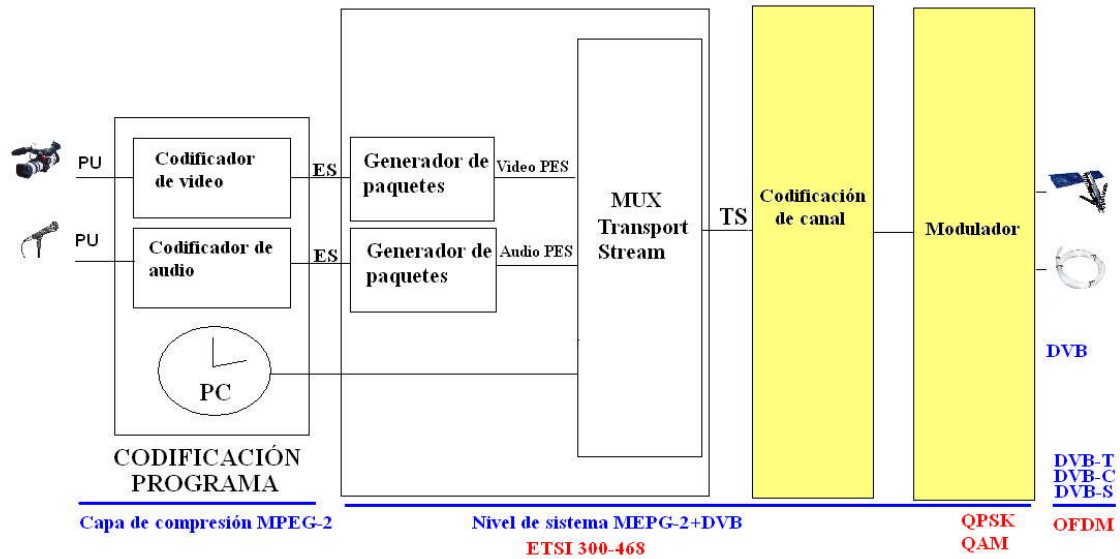 PU
Codificador
de video
ES
Generador de
paquetes
Video PES
PU
Codificador de
audio
ES
Generador de
paquetes
Audio PES
MUX
Transport
Stream
TS
Codificación
de canal
Modulador
PC
DVB
CODIFICACIÓN
PROGRAMA
DVB-T
DVB-C
DVB-S
Capa de compresión MPEG-2
Nivel de sistema MEPG-2+DVB
ETSI 300-468
QPSK
QAM
OFDM